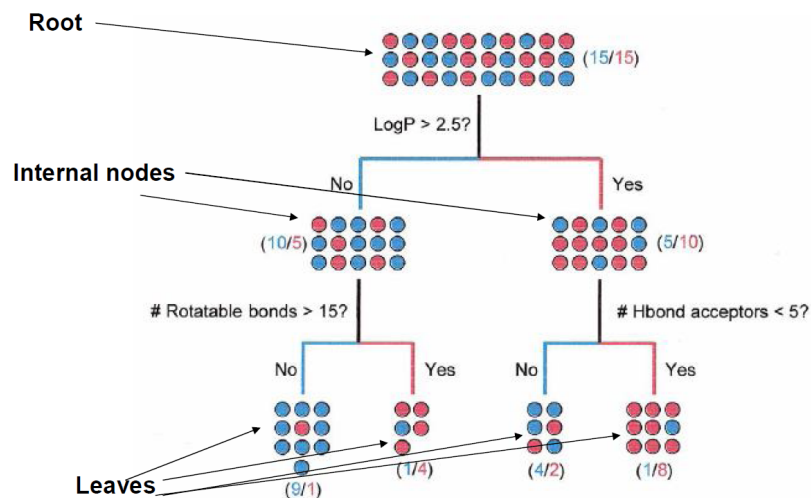 Root
(15/15)
LogP > 2.5?
Internal nodes
No
Yes
(10/5)
(5/10)
# Rotatable bonds > 15?
# Hbond acceptors < 5?
No
Yes
No
Yes
Leaves
(9/1)
(1/4)
(4/2)
(1/8)